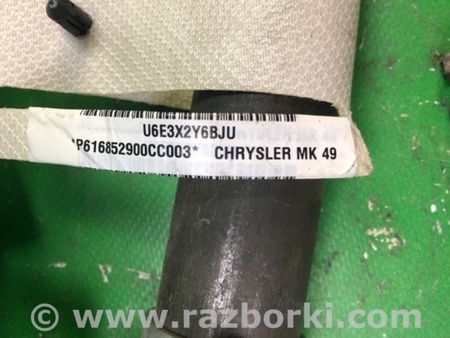 U6E3X2Y6BJU
*P616852900CC003* CHRYSLER MK 49
© www.razborki.com